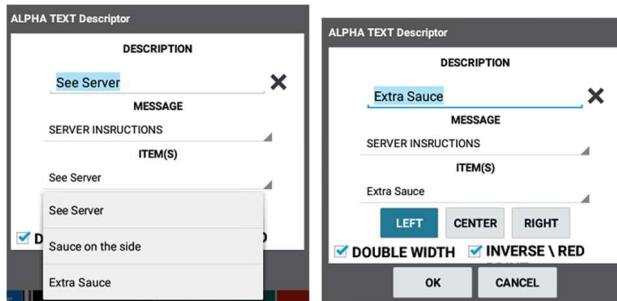 ALPHA TEXT Descriptor
DESCRIPTION
See Server
MESSAGE
SERVER INSRUCTIONS
ITEM(S)
See Server
See Server
Sauce on the side
Extra Sauce
ALPHA TEXT Descriptor
DESCRIPTION
Extra Sauce
MESSAGE
SERVER INSRUCTIONS
ITEM(S)
Extra Sauce
LEFT CENTER RIGHT
DOUBLE WIDTH INVERSE \ RED
OK CANCEL